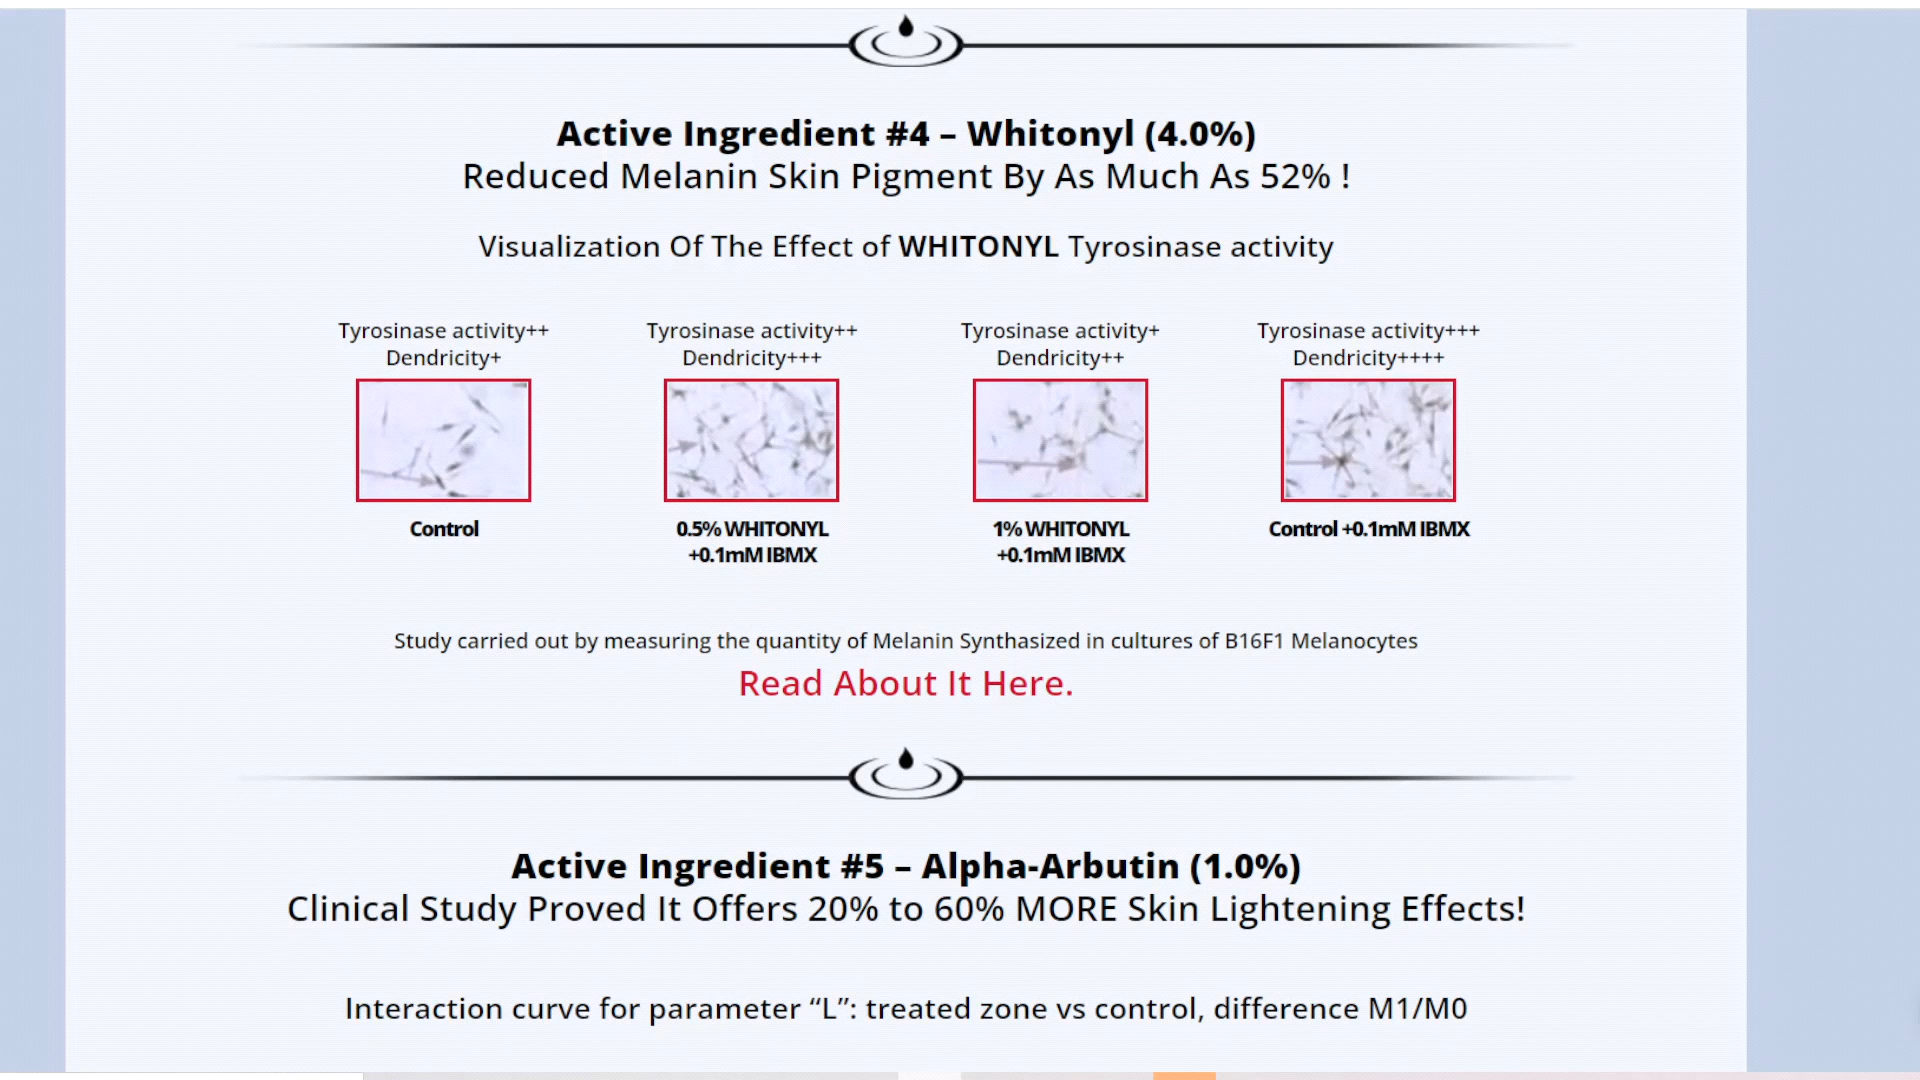 Active Ingredient #4 – Whitonyl (4.0%)
Reduced Melanin Skin Pigment By As Much As 52% !
Visualization Of The Effect of WHITONYL Tyrosinase activity
Tyrosinase activity++
Dendricity+
Control
Tyrosinase activity++
Dendricity+++
0.5% WHITONYL
+0.1mM IBMX
Tyrosinase activity+
Dendricity++
1% WHITONYL
+0.1mM IBMX
Tyrosinase activity+++
Dendricity++++
Control +0.1mM IBMX
Study carried out by measuring the quantity of Melanin Synthasized in cultures of B16F1 Melanocytes
Read About It Here.
Active Ingredient #5 – Alpha-Arbutin (1.0%)
Clinical Study Proved It Offers 20% to 60% MORE Skin Lightening Effects!
Interaction curve for parameter “L”: treated zone vs control, difference M1/M0